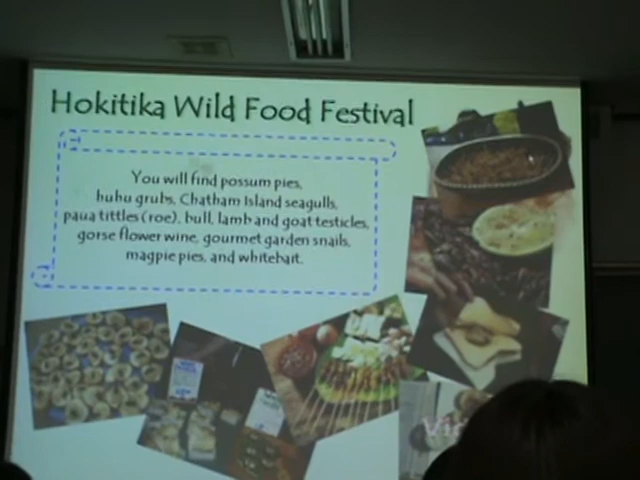 Hokitika Wild Food Festival
You will find possum pies,
huhu grubs, Chatham Island seagulls,
paua tittles (roe), bull, lamb and goat testicles,
gorse flower wine, gourmet garden snails,
magpie pies, and whitebait.